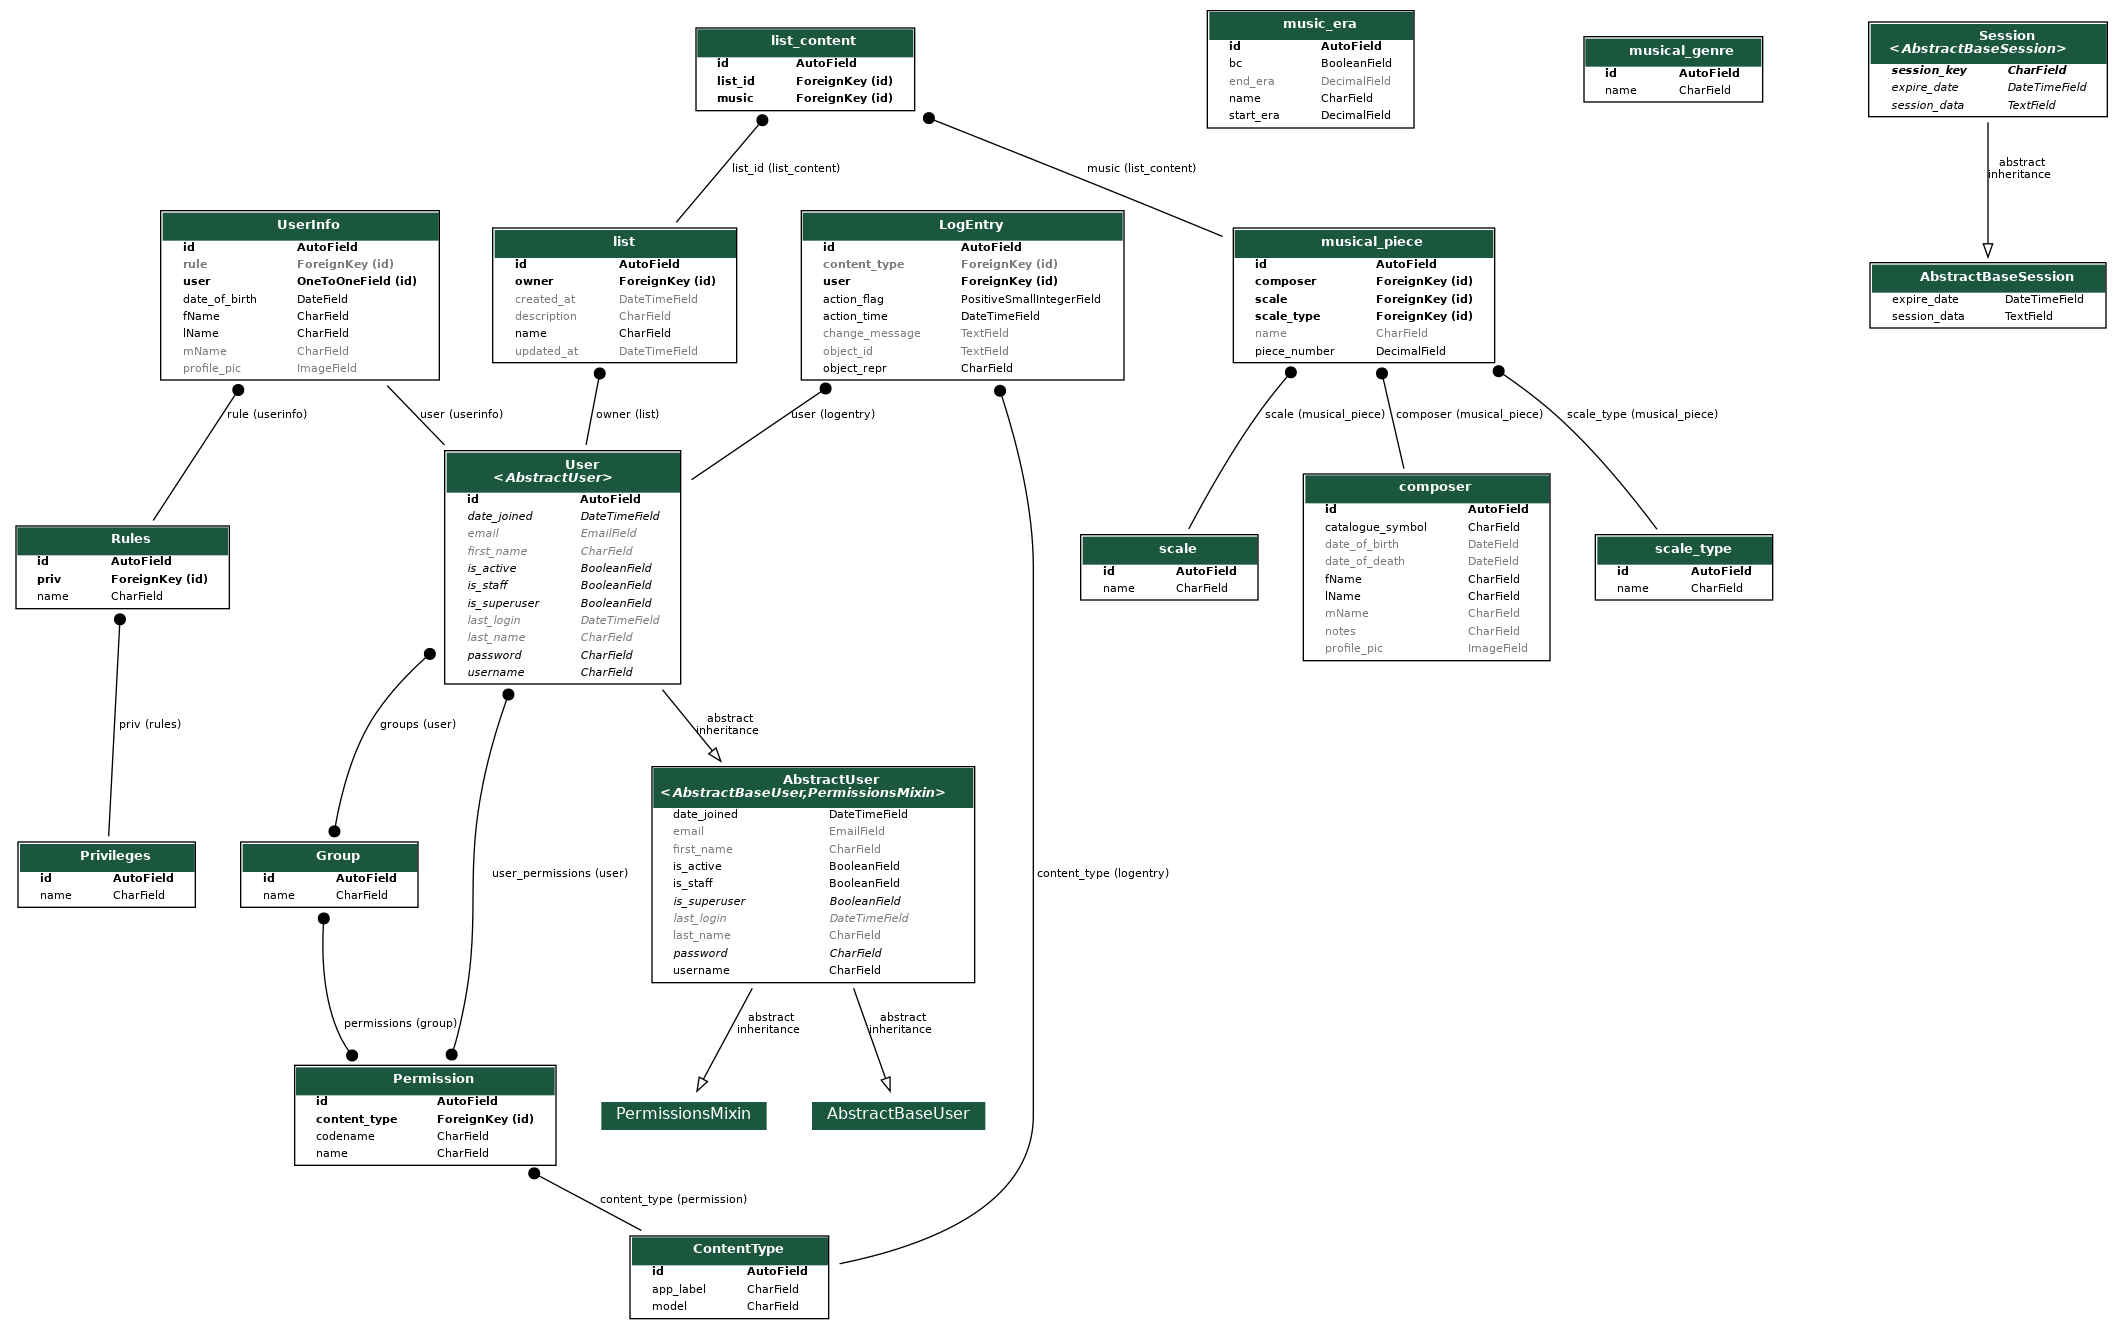 list_content
id AutoField
list_id ForeignKey (id)
music ForeignKey (id)
music_era
id AutoField
bc BooleanField
end_era DecimalField
name CharField
start_era DecimalField
musical_genre
id AutoField
name CharField
Session
<AbstractBaseSession>
session_key CharField
expire_date DateTimeField
session_data TextField
list_id (list_content)
music (list_content)
abstract
inheritance
UserInfo
id AutoField
rule ForeignKey (id)
user OneToOneField (id)
date_of_birth DateField
fName CharField
lName CharField
mName CharField
profile_pic ImageField
list
id AutoField
owner ForeignKey (id)
created_at DateTimeField
description CharField
name CharField
updated_at DateTimeField
LogEntry
id AutoField
content_type ForeignKey (id)
user ForeignKey (id)
action_flag PositiveSmallIntegerField
action_time DateTimeField
change_message TextField
object_id TextField
object_repr CharField
musical_piece
id AutoField
composer ForeignKey (id)
scale ForeignKey (id)
scale_type ForeignKey (id)
name CharField
piece_number DecimalField
AbstractBaseSession
expire_date DateTimeField
session_data TextField
rule (userinfo)
user (userinfo)
owner (list)
user (logentry)
scale (musical_piece)
composer (musical_piece)
scale_type (musical_piece)
User
<AbstractUser>
id AutoField
date_joined DateTimeField
email EmailField
first_name CharField
is_active BooleanField
is_staff BooleanField
is_superuser BooleanField
last_login DateTimeField
last_name CharField
password CharField
username CharField
Rules
id AutoField
priv ForeignKey (id)
name CharField
scale
id AutoField
name CharField
composer
id AutoField
catalogue_symbol CharField
date_of_birth DateField
date_of_death DateField
fName CharField
lName CharField
mName CharField
notes CharField
profile_pic ImageField
scale_type
id AutoField
name CharField
priv (rules)
groups (user)
abstract
inheritance
AbstractUser
<AbstractBaseUser,PermissionsMixin>
date_joined DateTimeField
email EmailField
first_name CharField
is_active BooleanField
is_staff BooleanField
is_superuser BooleanField
last_login DateTimeField
last_name CharField
password CharField
username CharField
Privileges
id AutoField
name CharField
Group
id AutoField
name CharField
user_permissions (user)
content_type (logentry)
permissions (group)
abstract
inheritance
abstract
inheritance
Permission
id AutoField
content_type ForeignKey (id)
codename CharField
name CharField
PermissionsMixin
AbstractBaseUser
content_type (permission)
ContentType
id AutoField
app_label CharField
model CharField